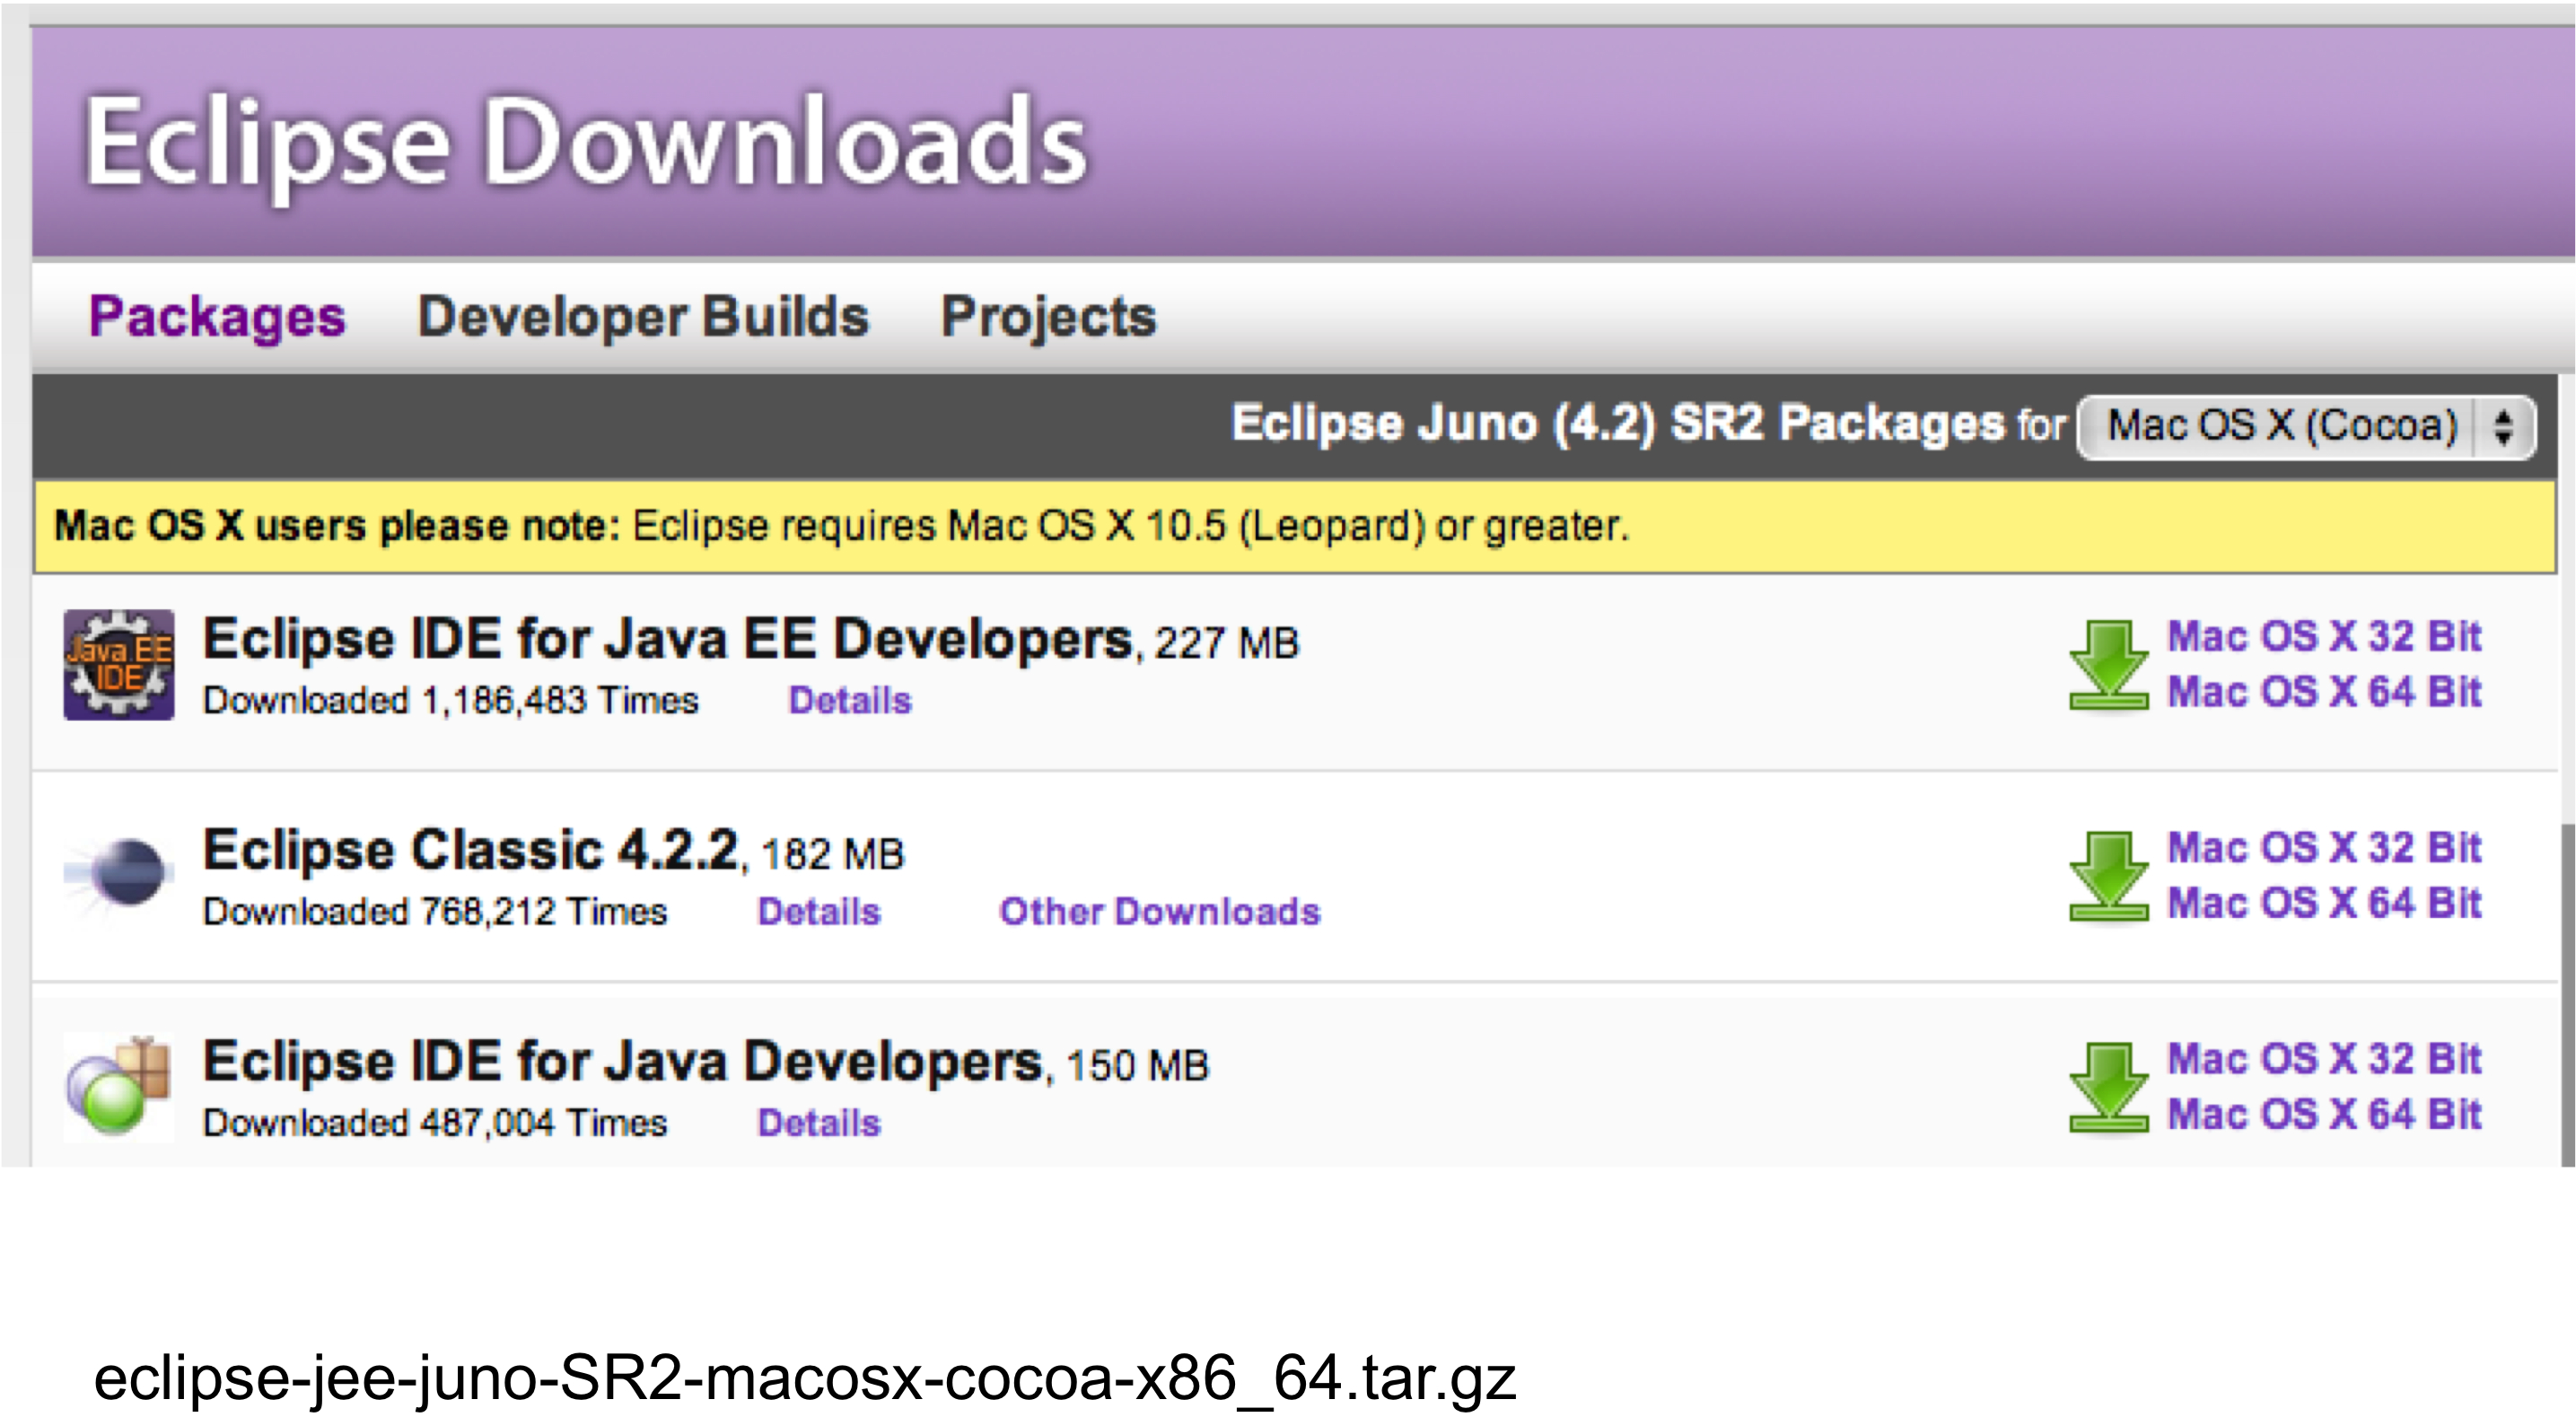 Eclipse Downloads
Packages Developer Builds Projects
Eclipse Juno (4.2) SR2 Packages for Mac OS X (Cocoa)
Mac OS X users please note: Eclipse requires Mac OS X 10.5 (Leopard) or greater.
Java EE
IDE
Eclipse IDE for Java EE Developers, 227 MB
Downloaded 1,186,483 Times Details
Mac OS X 32 Bit
Mac OS X 64 Bit
Eclipse Classic 4.2.2, 182 MB
Downloaded 768,212 Times Details Other Downloads
Mac OS X 32 Bit
Mac OS X 64 Bit
Eclipse IDE for Java Developers, 150 MB
Downloaded 487,004 Times Details
Mac OS X 32 Bit
Mac OS X 64 Bit
eclipse-jee-juno-SR2-macosx-cocoa-x86_64.tar.gz